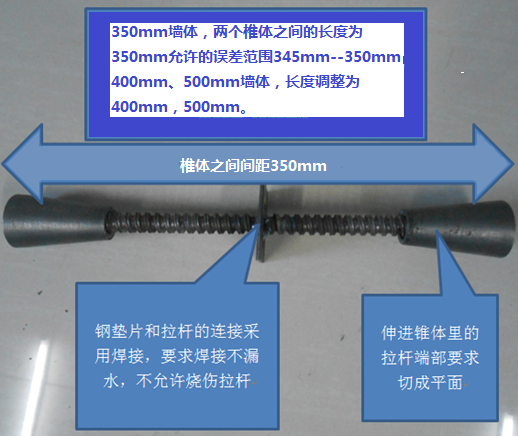 350mm墙体，两个椎体之间的长度为
350mm允许的误差范围345mm--350mm；
400mm、500mm墙体，长度调整为
400mm，500mm。
椎体之间间距350mm
钢垫片和拉杆的连接采
用焊接，要求焊接不漏
水，不允许烧伤拉杆
伸进锥体里的
拉杆端部要求
切成平面